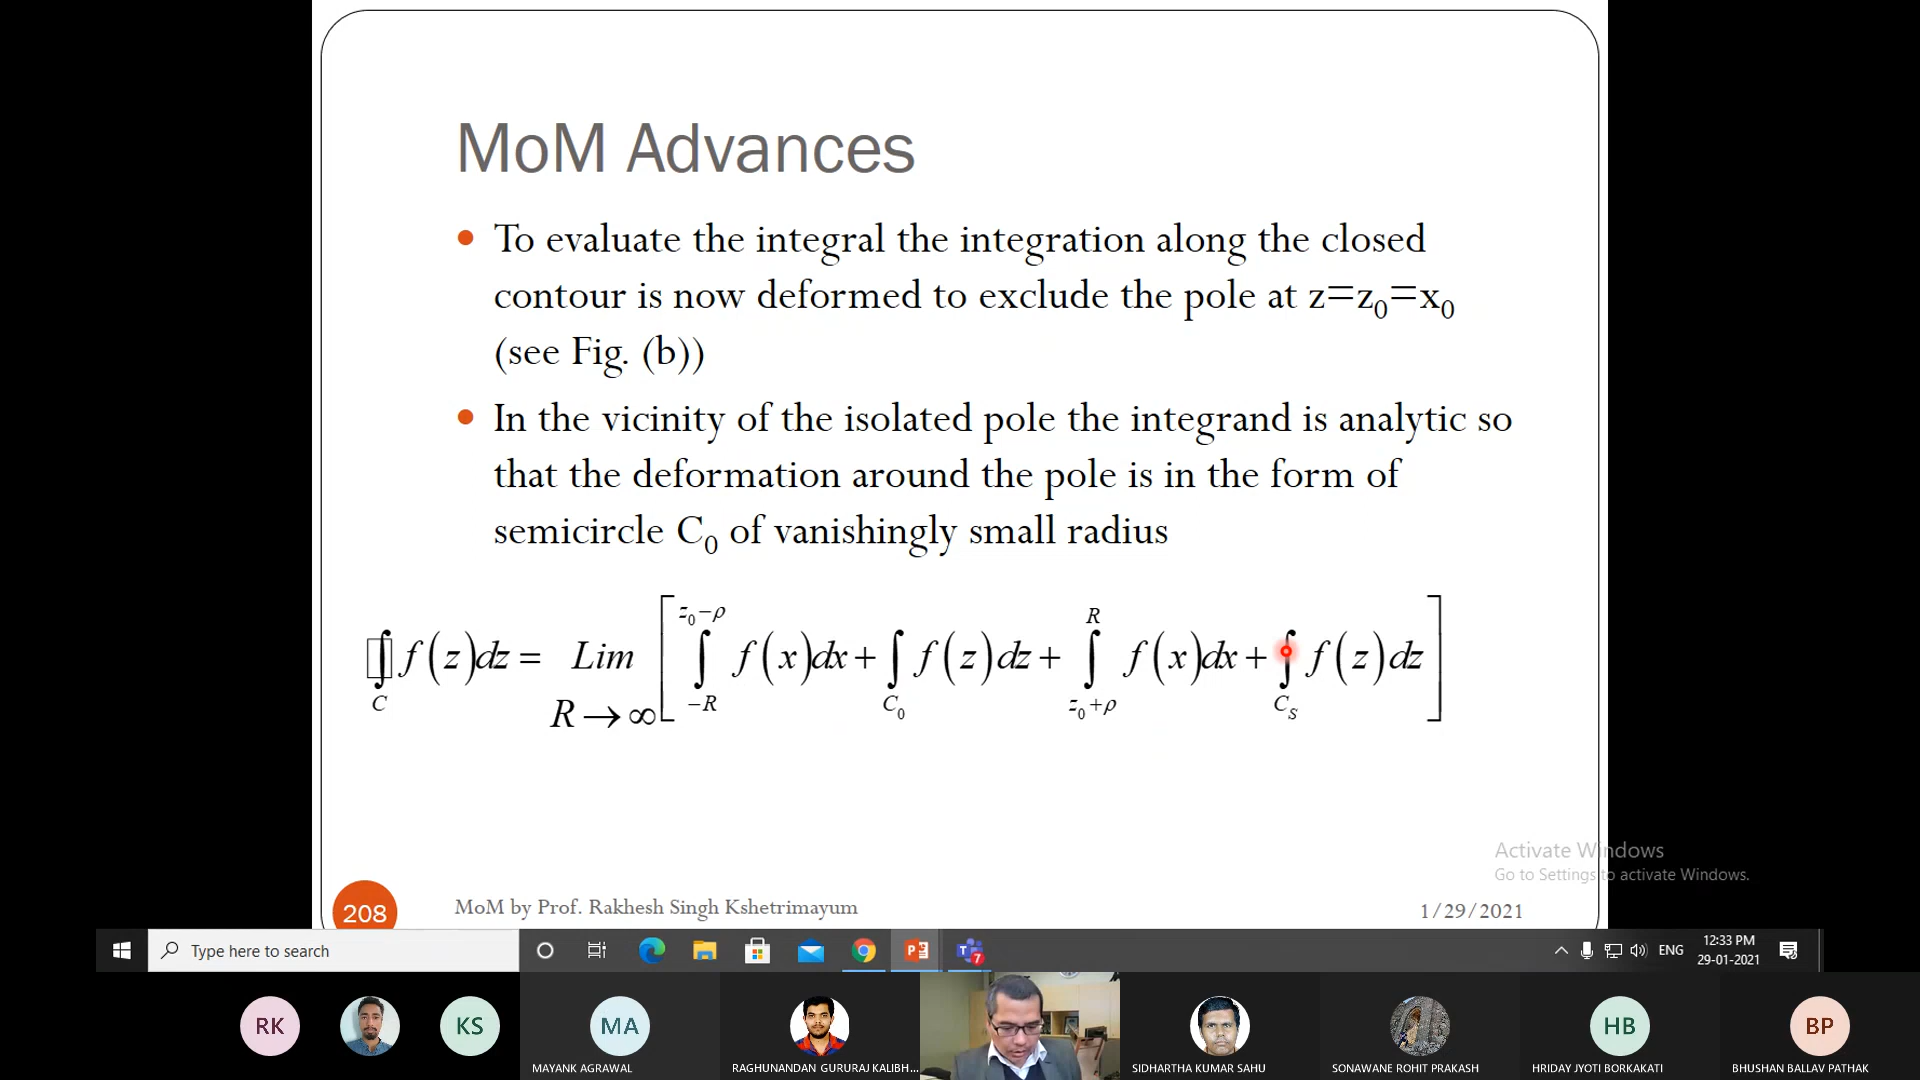 MoM Advances
• To evaluate the integral the integration along the closed
contour is now deformed to exclude the pole at z=z₀=x₀
(see Fig. (b))
• In the vicinity of the isolated pole the integrand is analytic so
that the deformation around the pole is in the form of
semicircle C₀ of vanishingly small radius
∮_C f(z)dz = Lim_{R→∞} [ ∫_{-R}^{z₀-ρ} f(x)dx + ∫_{C₀} f(z)dz + ∫_{z₀+ρ}^{R} f(x)dx + ∫_{C_S} f(z)dz ]
Activate Windows
Go to Settings to activate Windows.
208
MoM by Prof. Rakhesh Singh Kshetrimayum
1/29/2021
Type here to search
7
ENG
12:33 PM
29-01-2021
RK
KS
MA
HB
BP
MAYANK AGRAWAL
RAGHUNANDAN GURURAJ KALIBH...
SIDHARTHA KUMAR SAHU
SONAWANE ROHIT PRAKASH
HRIDAY JYOTI BORKAKATI
BHUSHAN BALLAV PATHAK